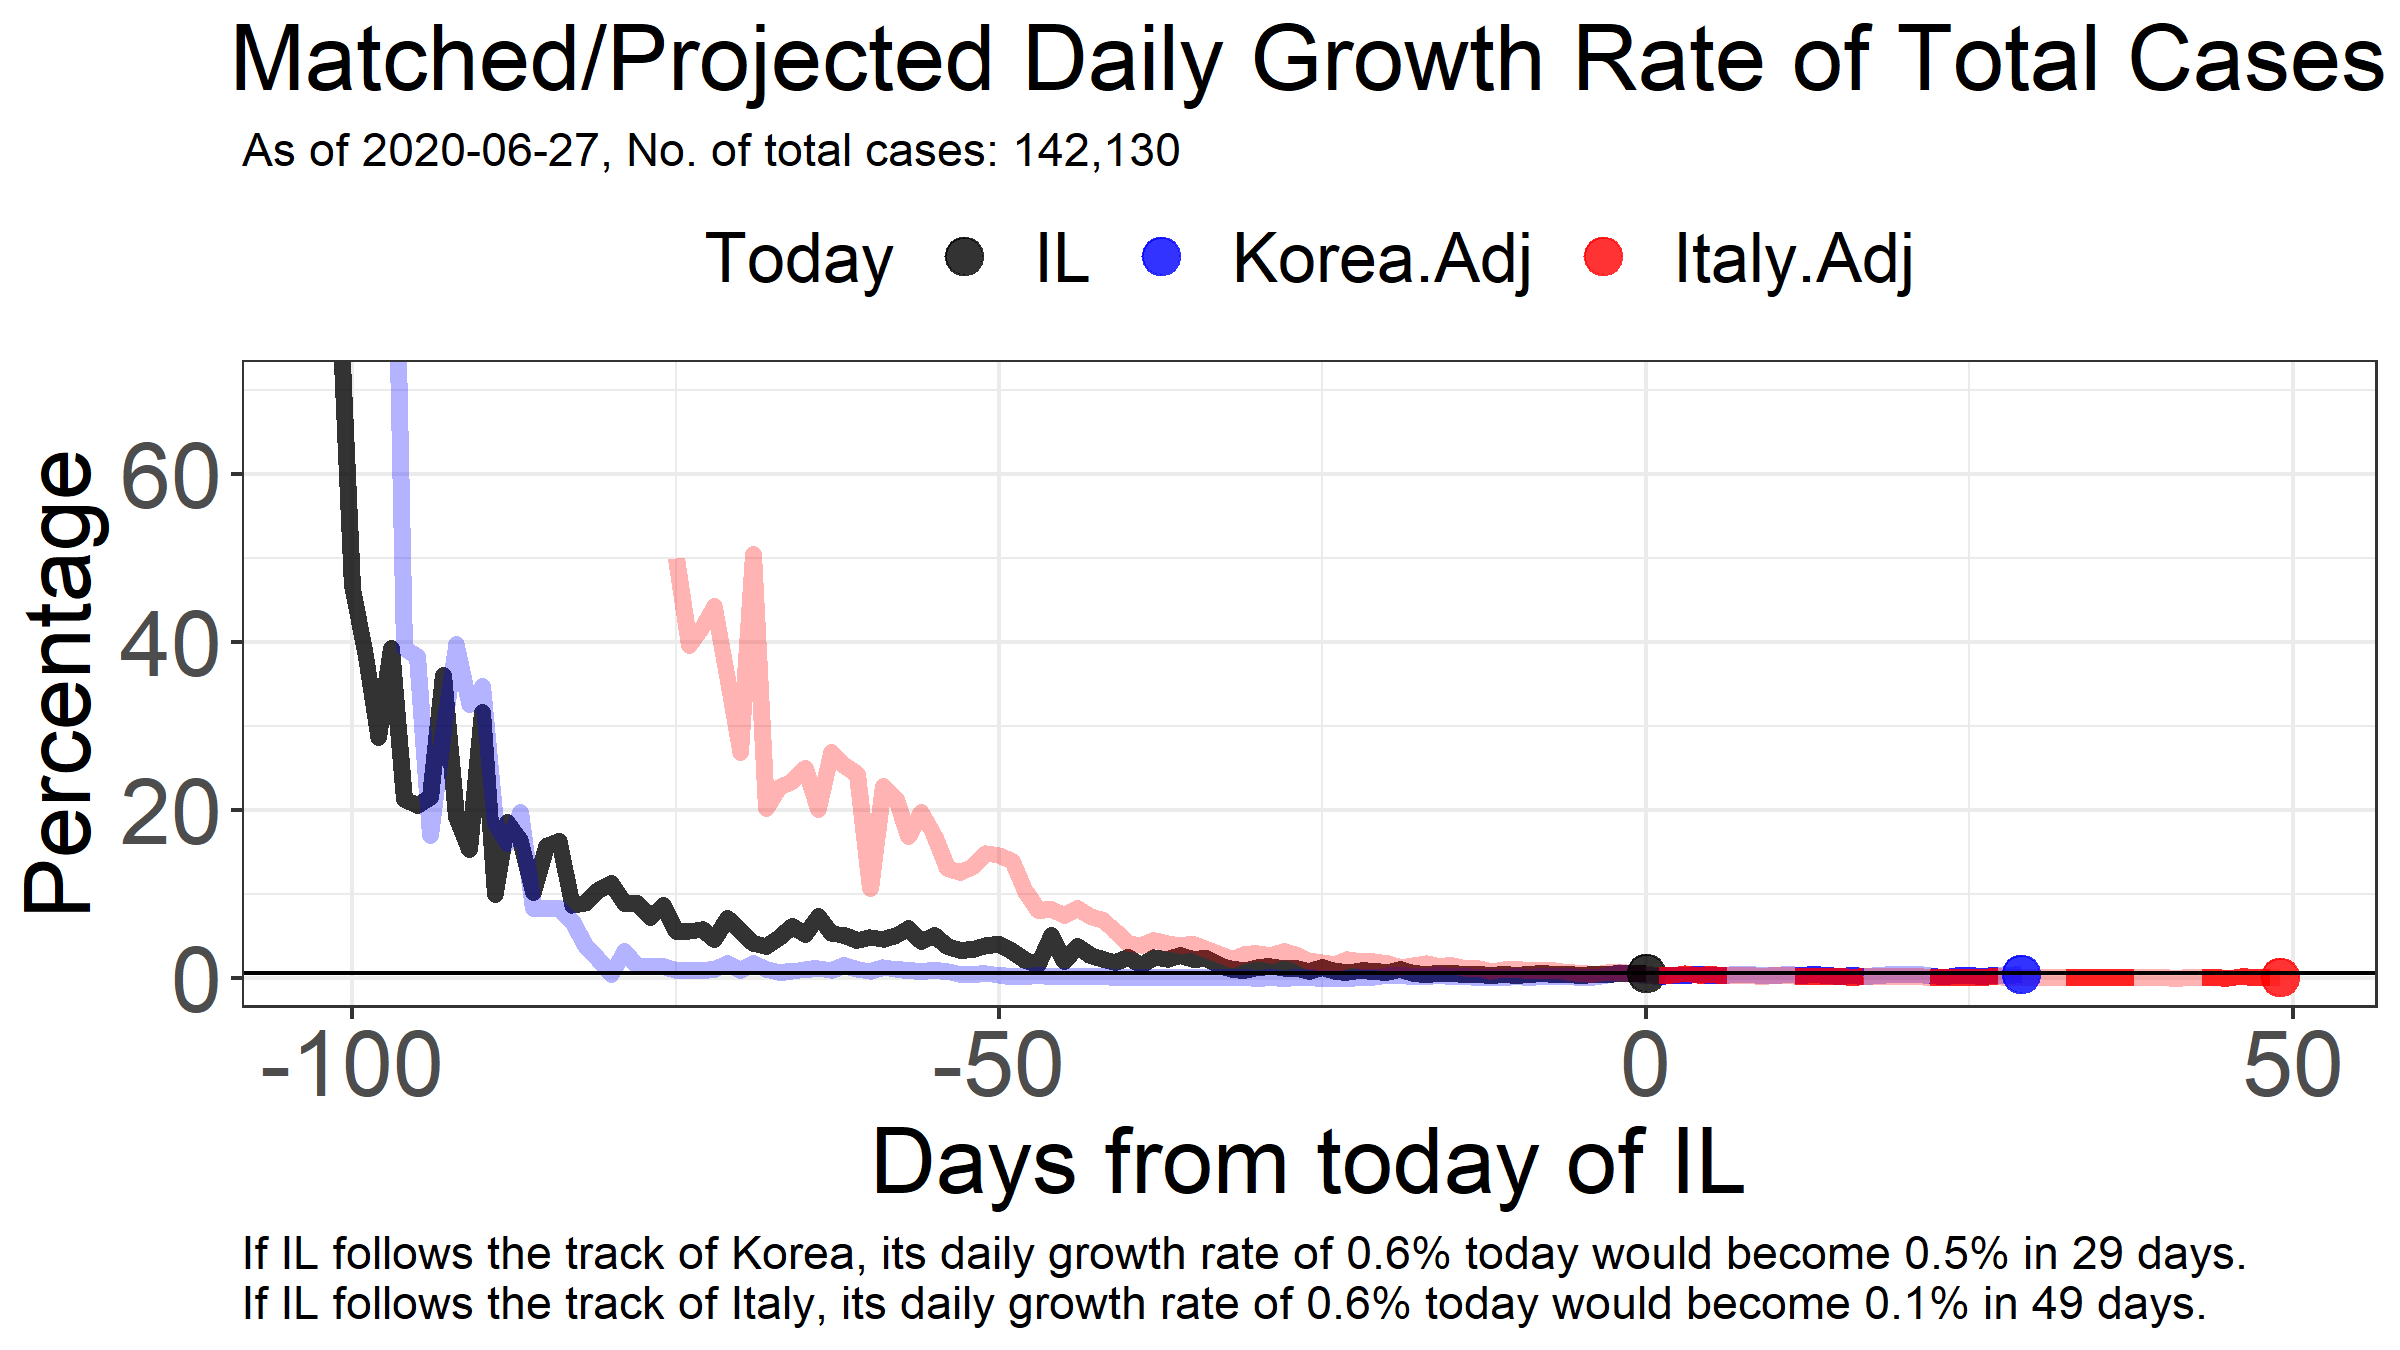 Matched/Projected Daily Growth Rate of Total Cases
As of 2020-06-27, No. of total cases: 142,130
Today IL Korea.Adj Italy.Adj
Percentage
60
40
20
0
-100 -50 0 50
Days from today of IL
If IL follows the track of Korea, its daily growth rate of 0.6% today would become 0.5% in 29 days.
If IL follows the track of Italy, its daily growth rate of 0.6% today would become 0.1% in 49 days.